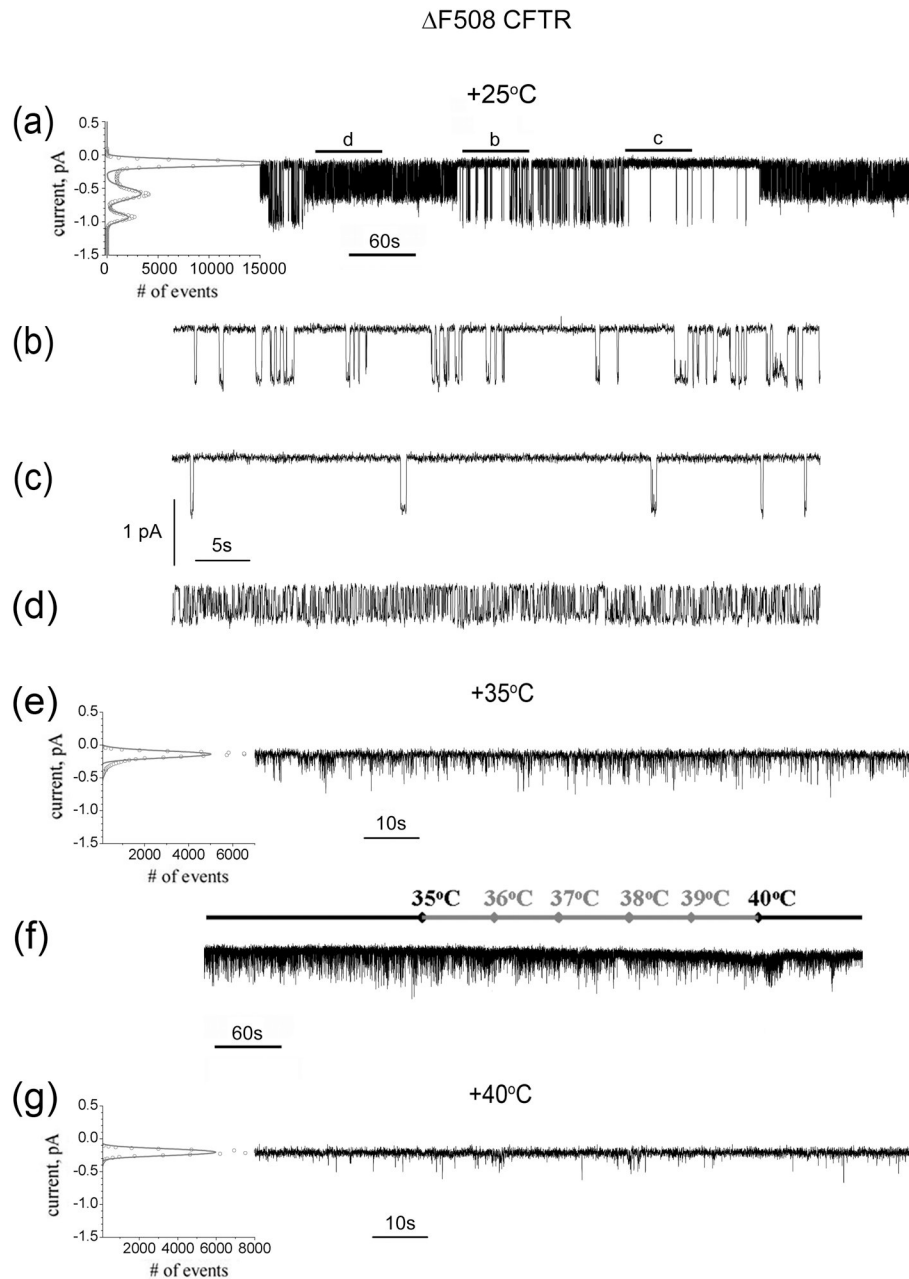 ΔF508 CFTR
+25°C
(a)
current, pA
0.5
0.0
-0.5
-1.0
-1.5
0 5000 10000 15000
# of events
d
b
c
60s
(b)
(c)
1 pA
5s
(d)
+35°C
(e)
current, pA
0.5
0.0
-0.5
-1.0
-1.5
2000 4000 6000
# of events
10s
35°C 36°C 37°C 38°C 39°C 40°C
(f)
60s
+40°C
(g)
current, pA
0.5
0.0
-0.5
-1.0
-1.5
2000 4000 6000 8000
# of events
10s